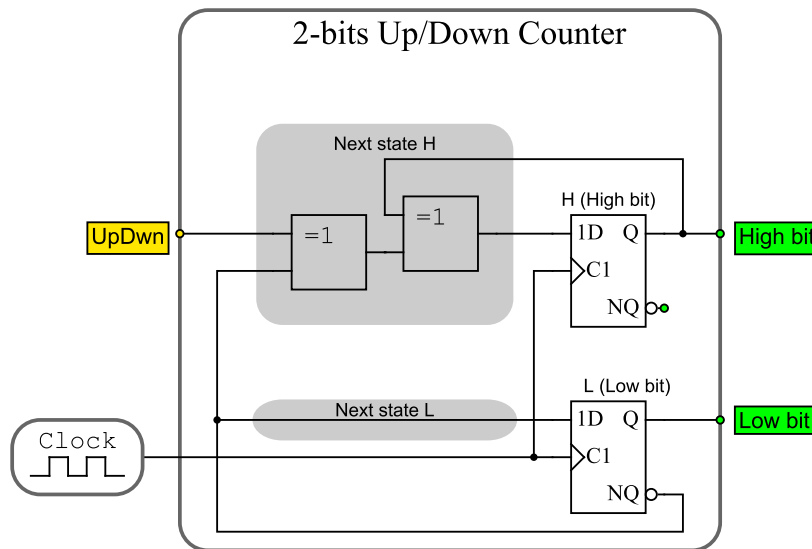 2-bits Up/Down Counter
Next state H
H (High bit)
=1
=1
1D Q
UpDwn
High bit
C1
NQ
L (Low bit)
Next state L
1D Q
Low bit
Clock
C1
NQ